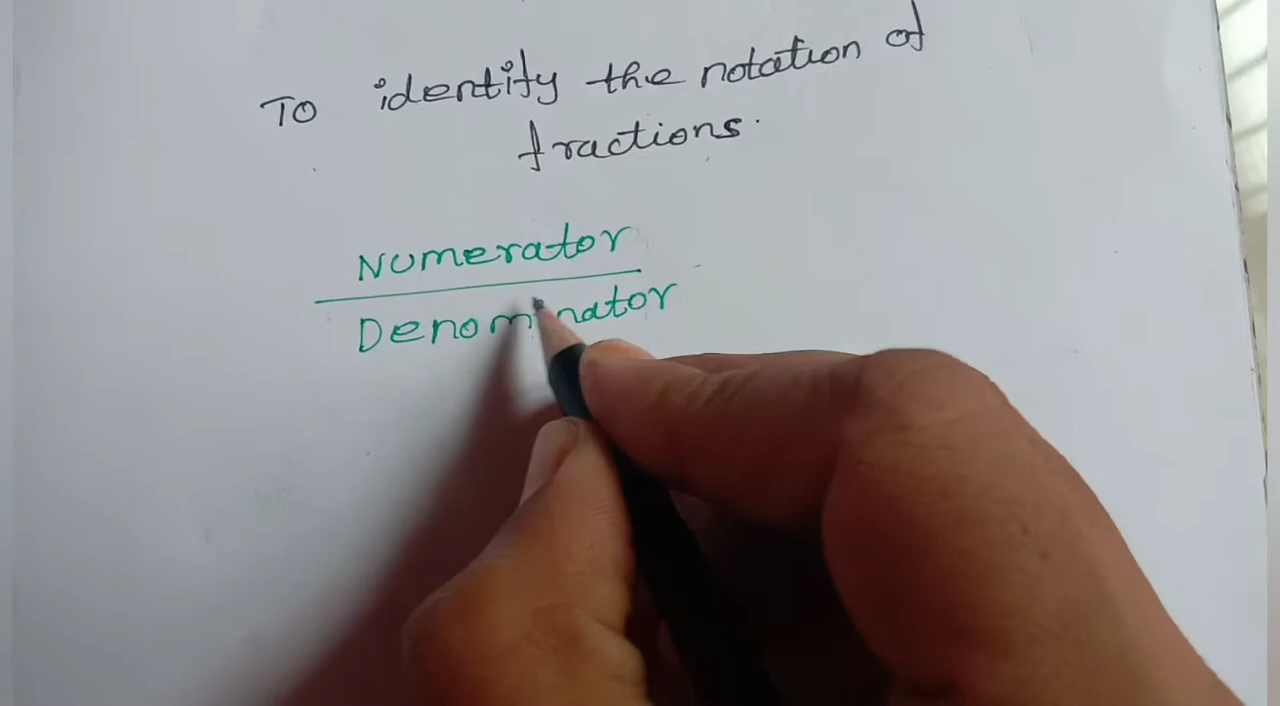 To identify the notation of
fractions.
Numerator
Denominator